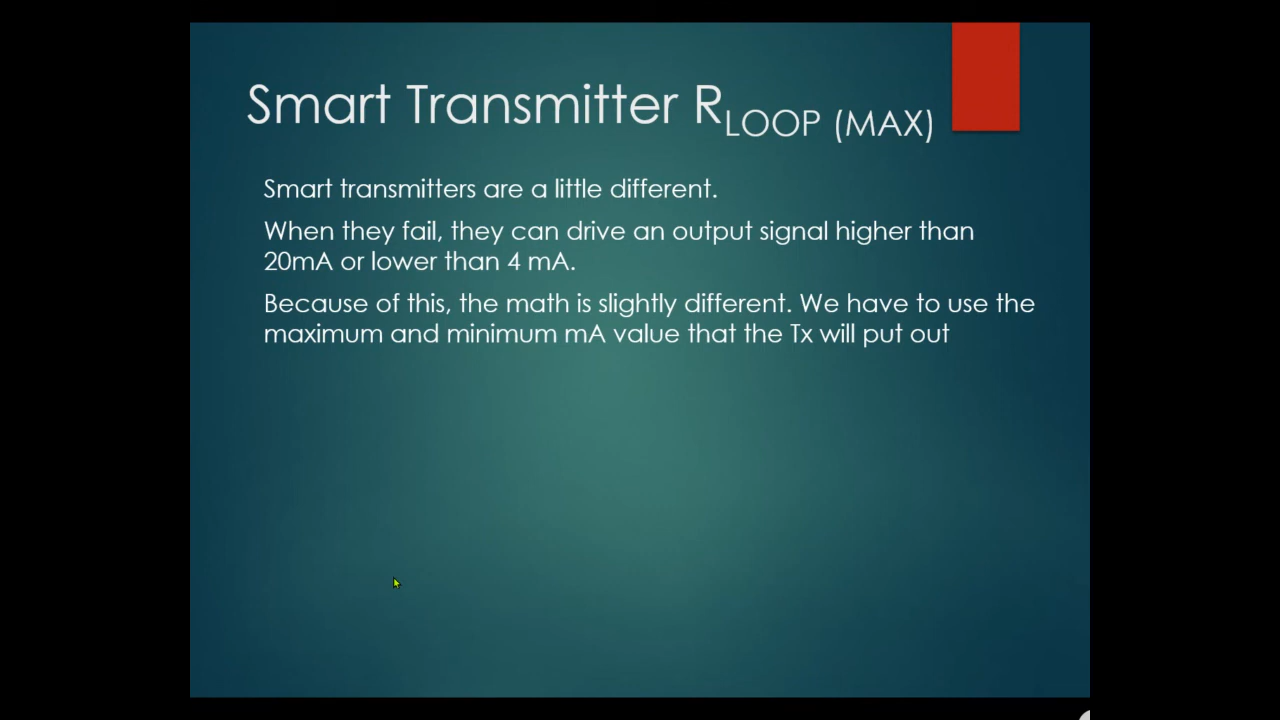 Smart Transmitter RLOOP (MAX)
Smart transmitters are a little different.
When they fail, they can drive an output signal higher than
20mA or lower than 4 mA.
Because of this, the math is slightly different. We have to use the
maximum and minimum mA value that the Tx will put out